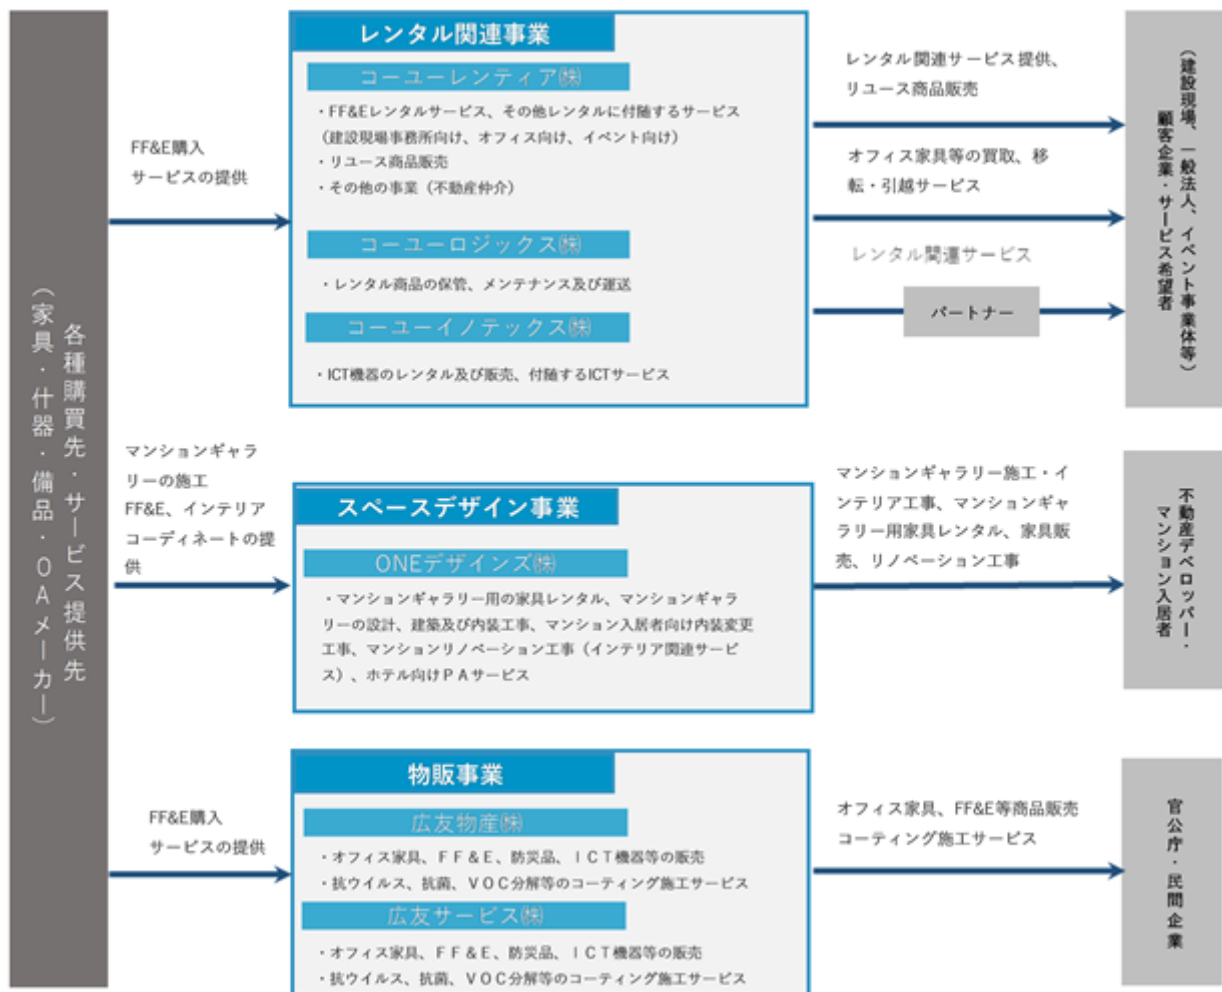 各種購買先・サービス提供先
（家具・什器・備品・OAメーカー）
FF&E購入
サービスの提供
レンタル関連事業
コーユーレンティア㈱
・FF&Eレンタルサービス、その他レンタルに付随するサービス
（建設現場事務所向け、オフィス向け、イベント向け）
・リユース商品販売
・その他の事業（不動産仲介）
コーユーロジックス㈱
・レンタル商品の保管、メンテナンス及び運送
コーユーイノテックス㈱
・ICT機器のレンタル及び販売、付随するICTサービス
レンタル関連サービス提供、
リユース商品販売
オフィス家具等の買取、移
転・引越サービス
レンタル関連サービス
パートナー
顧客企業・サービス希望者
（建設現場、一般法人、イベント事業体等）
マンションギャラ
リーの施工
FF&E、インテリア
コーディネートの提
供
スペースデザイン事業
ONEデザインズ㈱
・マンションギャラリー用の家具レンタル、マンションギャラ
リーの設計、建築及び内装工事、マンション入居者向け内装変更
工事、マンションリノベーション工事（インテリア関連サービ
ス）、ホテル向けＰＡサービス
マンションギャラリー施工・イ
ンテリア工事、マンションギャ
ラリー用家具レンタル、家具販
売、リノベーション工事
不動産デベロッパー・
マンション入居者
FF&E購入
サービスの提供
物販事業
広友物産㈱
・オフィス家具、ＦＦ＆Ｅ、防災品、ＩＣＴ機器等の販売
・抗ウイルス、抗菌、ＶＯＣ分解等のコーティング施工サービス
広友サービス㈱
・オフィス家具、ＦＦ＆Ｅ、防災品、ＩＣＴ機器等の販売
・抗ウイルス、抗菌、ＶＯＣ分解等のコーティング施工サービス
オフィス家具、FF&E等商品販売
コーティング施工サービス
官公庁・民間企業